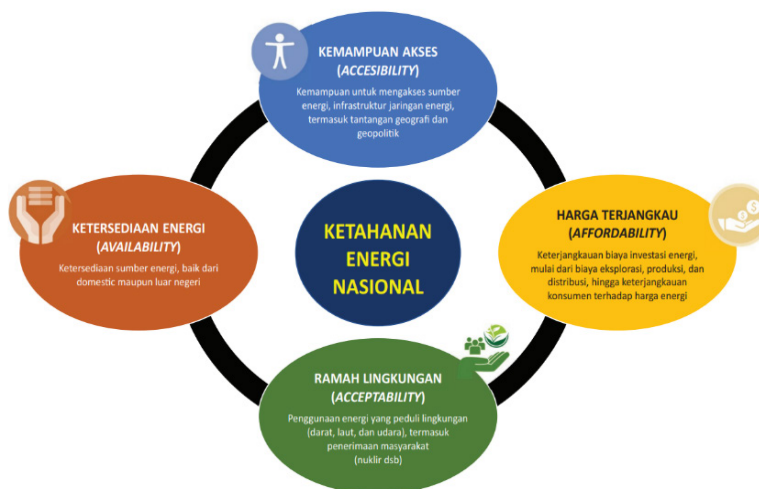 KEMAMPUAN AKSES
(ACCESIBILITY)
Kemampuan untuk mengakses sumber
energi, infrastruktur jaringan energi,
termasuk tantangan geografi dan
geopolitik
KETERSEDIAAN ENERGI
(AVAILABILITY)
Ketersediaan sumber energi, baik dari
domestic maupun luar negeri
KETAHANAN
ENERGI
NASIONAL
HARGA TERJANGKAU
(AFFORDABILITY)
Keterjangkauan biaya investasi energi,
mulai dari biaya eksplorasi, produksi, dan
distribusi, hingga keterjangkauan
konsumen terhadap harga energi
RAMAH LINGKUNGAN
(ACCEPTABILITY)
Penggunaan energi yang peduli lingkungan
(darat, laut, dan udara), termasuk
penerimaan masyarakat
(nuklir dsb)